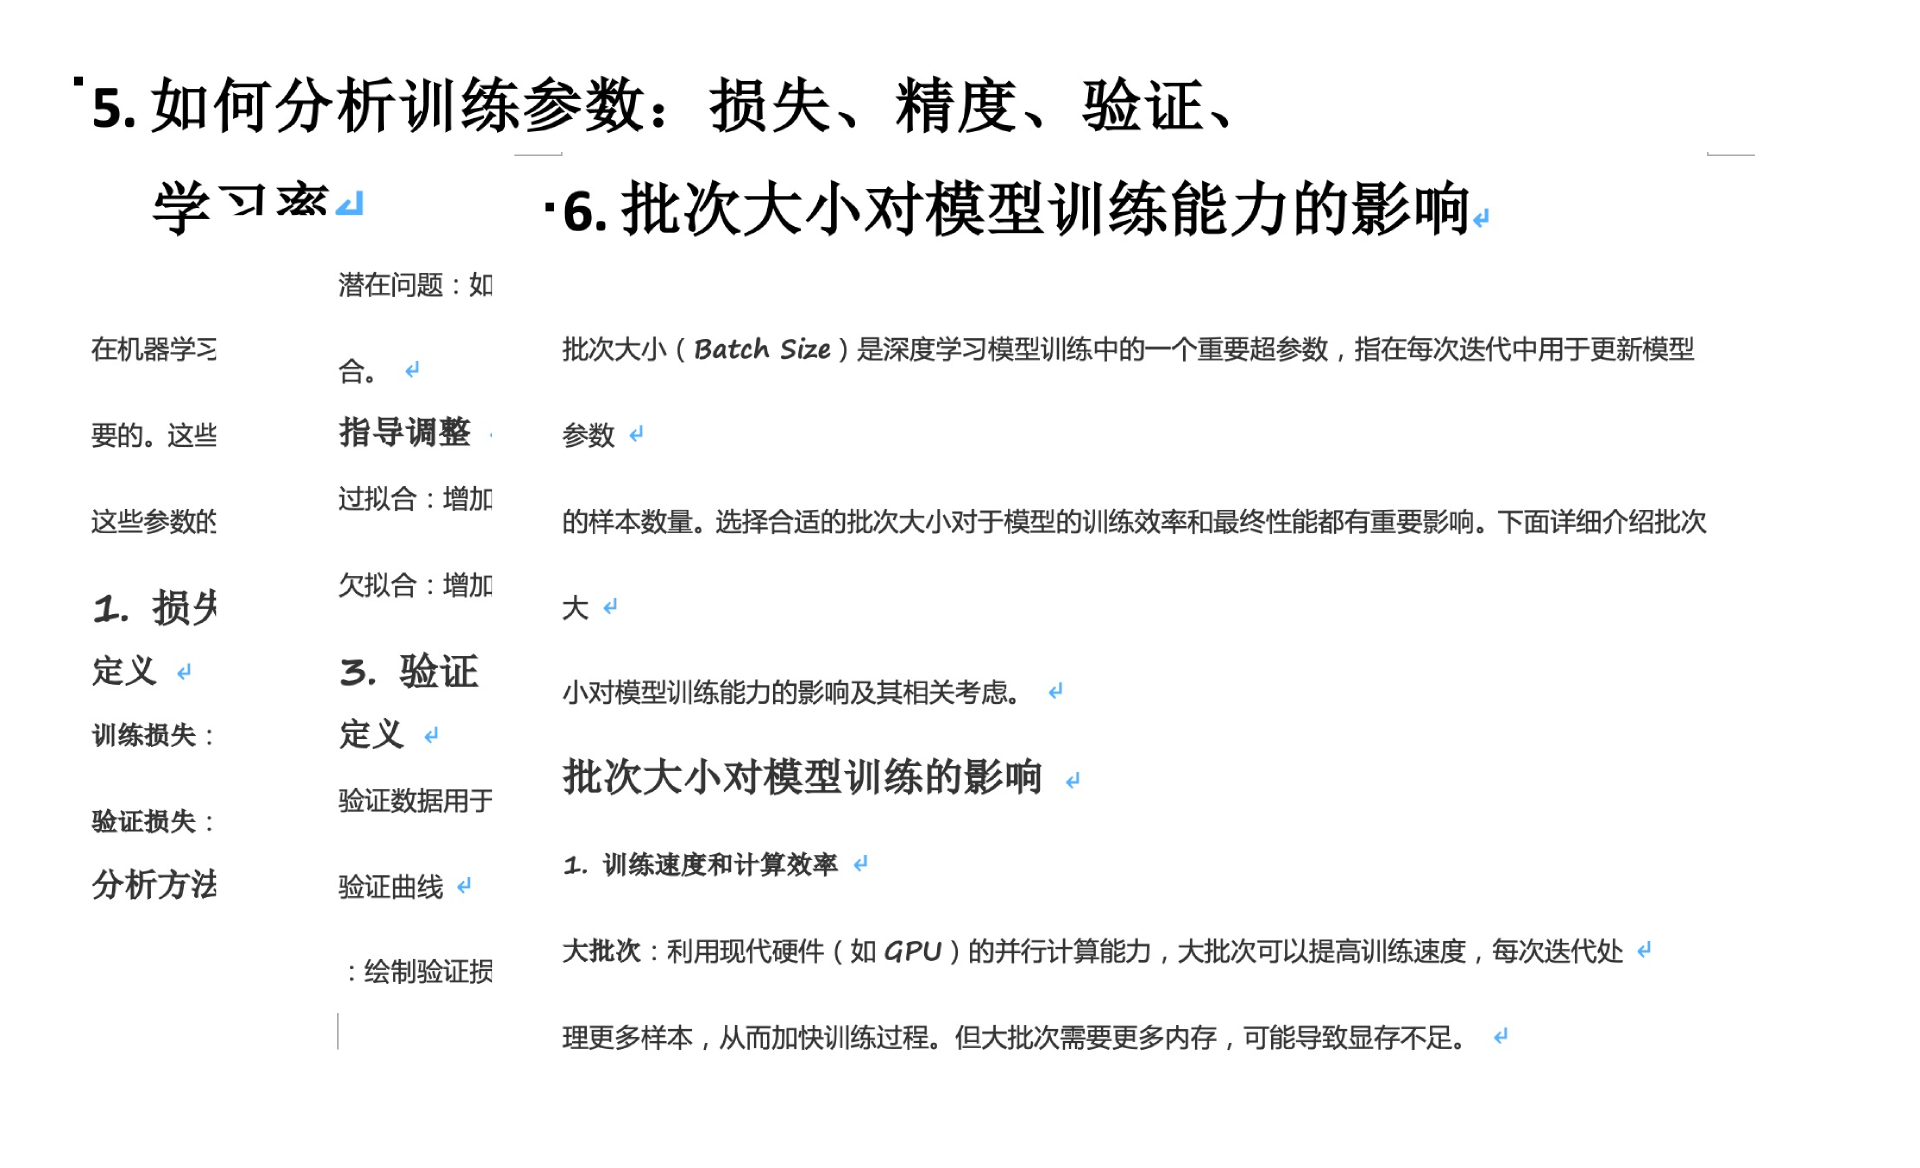 5. 如何分析训练参数：损失、精度、验证、
学习率
在机器学习
要的。这些
这些参数的
1. 损失
定义
训练损失：
验证损失：
分析方法
潜在问题：如
合。
指导调整
过拟合：增加
欠拟合：增加
3. 验证
定义
验证数据用于
验证曲线
：绘制验证损
6. 批次大小对模型训练能力的影响
批次大小（Batch Size）是深度学习模型训练中的一个重要超参数，指在每次迭代中用于更新模型
参数
的样本数量。选择合适的批次大小对于模型的训练效率和最终性能都有重要影响。下面详细介绍批次
大
小对模型训练能力的影响及其相关考虑。
批次大小对模型训练的影响
1. 训练速度和计算效率
大批次：利用现代硬件（如 GPU）的并行计算能力，大批次可以提高训练速度，每次迭代处
理更多样本，从而加快训练过程。但大批次需要更多内存，可能导致显存不足。